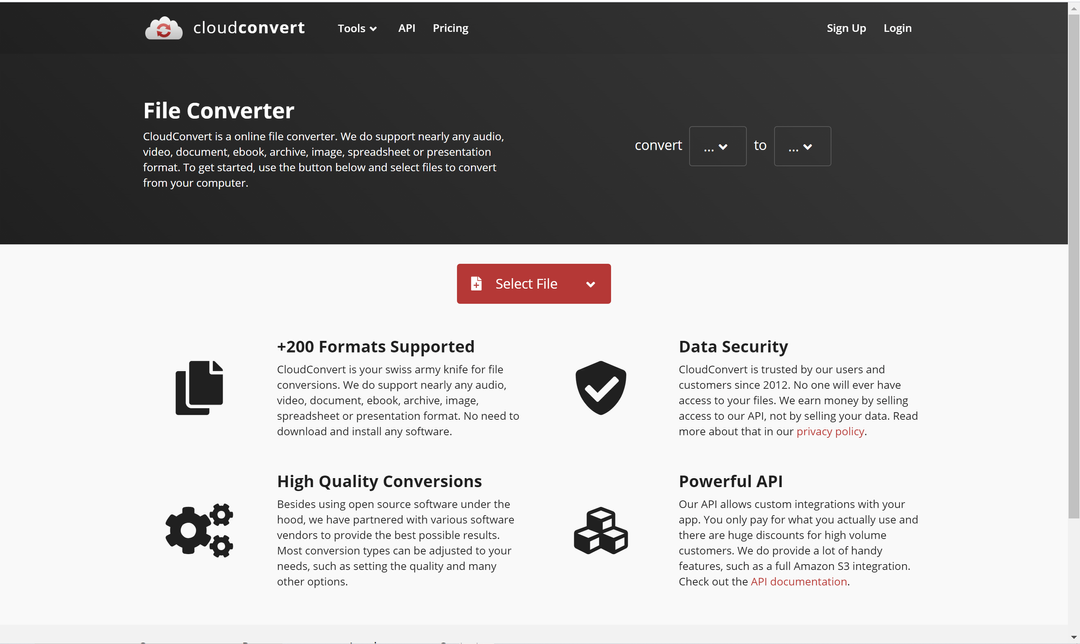 cloudconvert
Tools
API
Pricing
Sign Up
Login
File Converter
CloudConvert is a online file converter. We do support nearly any audio,
video, document, ebook, archive, image, spreadsheet or presentation
format. To get started, use the button below and select files to convert
from your computer.
convert ... to ...
Select File
+200 Formats Supported
CloudConvert is your swiss army knife for file
conversions. We do support nearly any audio,
video, document, ebook, archive, image,
spreadsheet or presentation format. No need to
download and install any software.
Data Security
CloudConvert is trusted by our users and
customers since 2012. No one will ever have
access to your files. We earn money by selling
access to our API, not by selling your data. Read
more about that in our privacy policy.
High Quality Conversions
Besides using open source software under the
hood, we have partnered with various software
vendors to provide the best possible results.
Most conversion types can be adjusted to your
needs, such as setting the quality and many
other options.
Powerful API
Our API allows custom integrations with your
app. You only pay for what you actually use and
there are huge discounts for high volume
customers. We do provide a lot of handy
features, such as a full Amazon S3 integration.
Check out the API documentation.